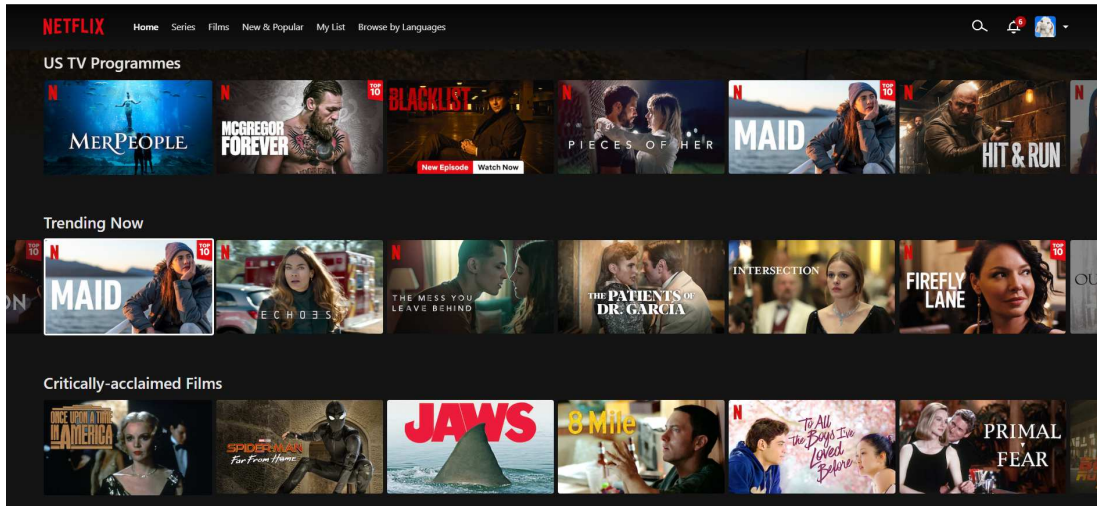 NETFLIX Home Series Films New & Popular My List Browse by Languages 6
US TV Programmes
N
MERPEOPLE
N
TOP
10
MCGREGOR
FOREVER
BLACKLIST
New Episode Watch Now
N
PIECES OF HER
N
TOP
10
MAID
N
HIT & RUN
N
Trending Now
TOP
10
ON
N
TOP
10
MAID
N
ECHOES
N
THE MESS YOU
LEAVE BEHIND
THE PATIENTS OF
DR. GARCIA
INTERSECTION
N
TOP
10
FIREFLY
LANE
OU
Critically-acclaimed Films
ONCE UPON A TIME
IN AMERICA
SPIDER-MAN
Far From Home
JAWS
8 Mile
N
To All
the Boys I've
Loved
Before
PRIMAL
FEAR